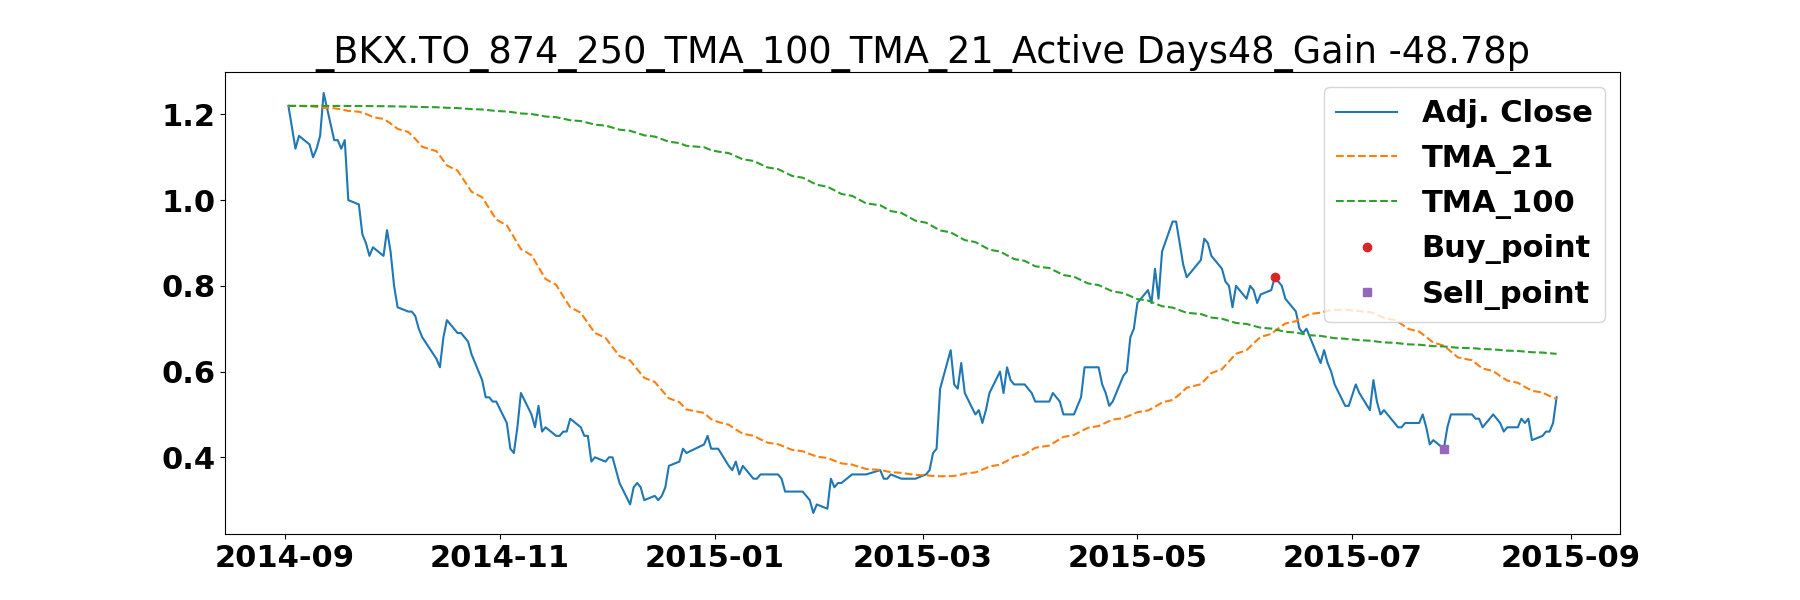 _BKX.TO_874_250_TMA_100_TMA_21_Active Days48_Gain -48.78p
1.2
1.0
0.8
0.6
0.4
Adj. Close
TMA_21
TMA_100
Buy_point
Sell_point
2014-09 2014-11 2015-01 2015-03 2015-05 2015-07 2015-09